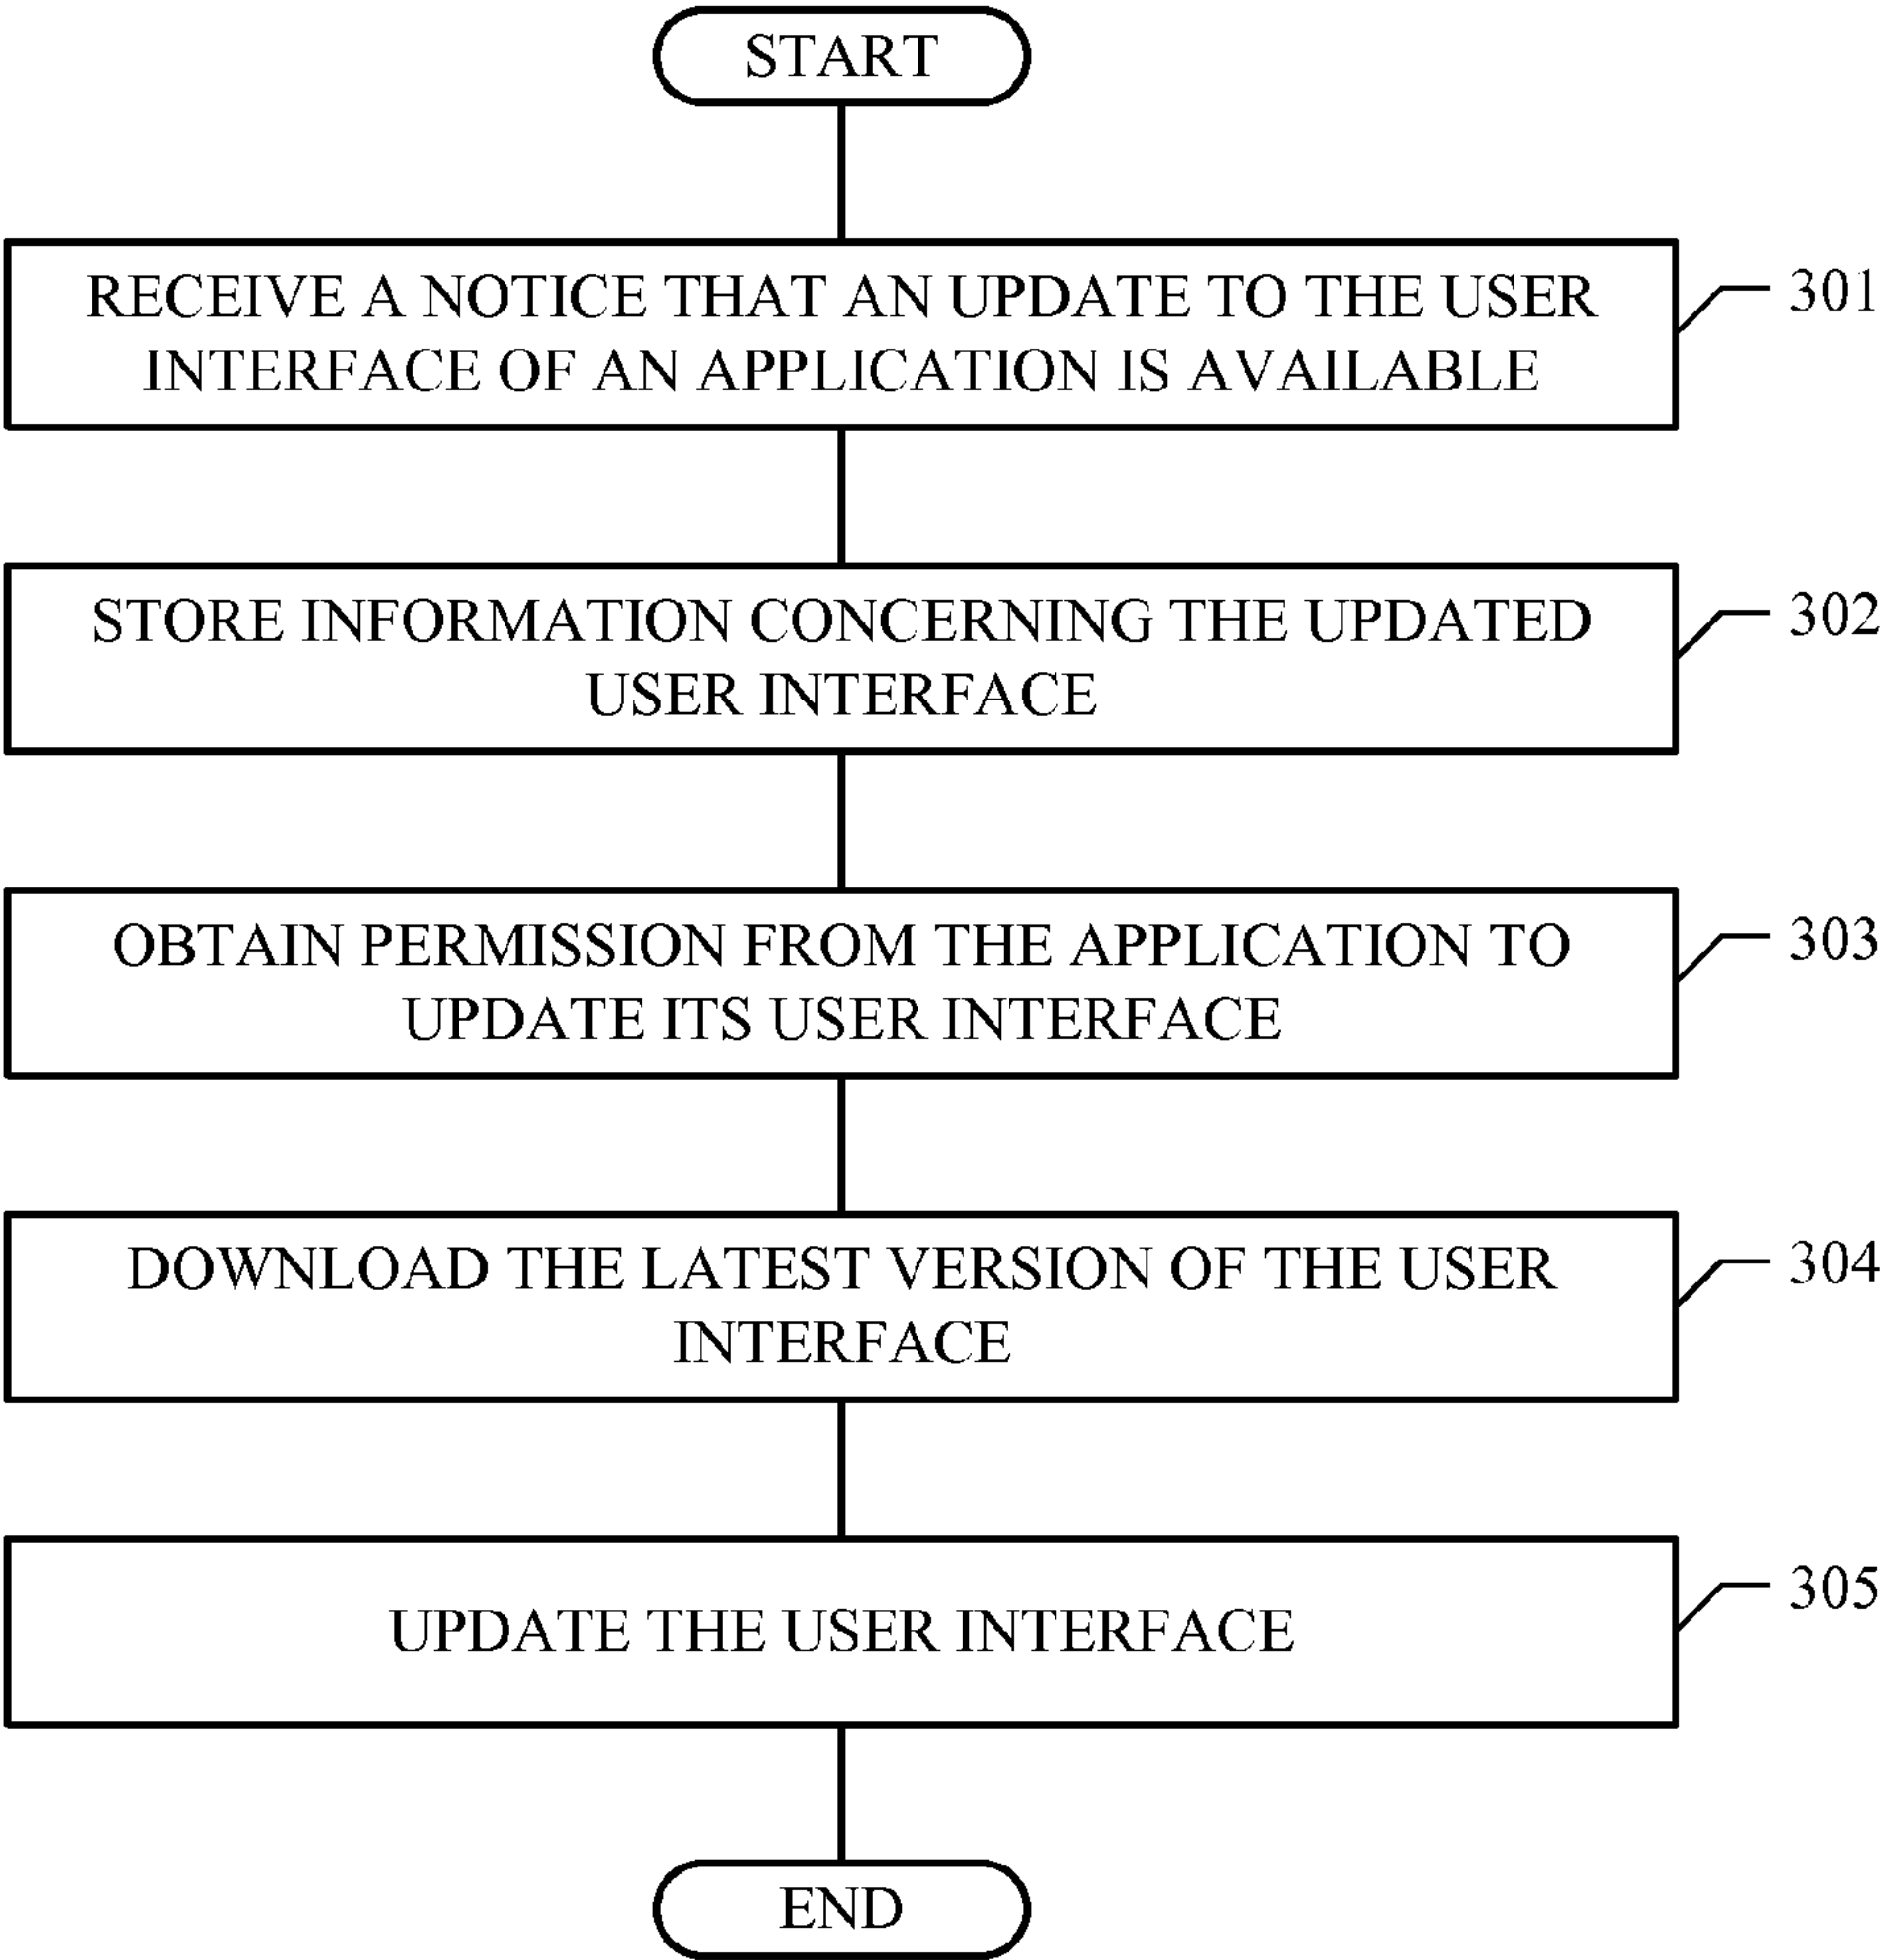 START
RECEIVE A NOTICE THAT AN UPDATE TO THE USER
INTERFACE OF AN APPLICATION IS AVAILABLE
301
STORE INFORMATION CONCERNING THE UPDATED
USER INTERFACE
302
OBTAIN PERMISSION FROM THE APPLICATION TO
UPDATE ITS USER INTERFACE
303
DOWNLOAD THE LATEST VERSION OF THE USER
INTERFACE
304
UPDATE THE USER INTERFACE
305
END